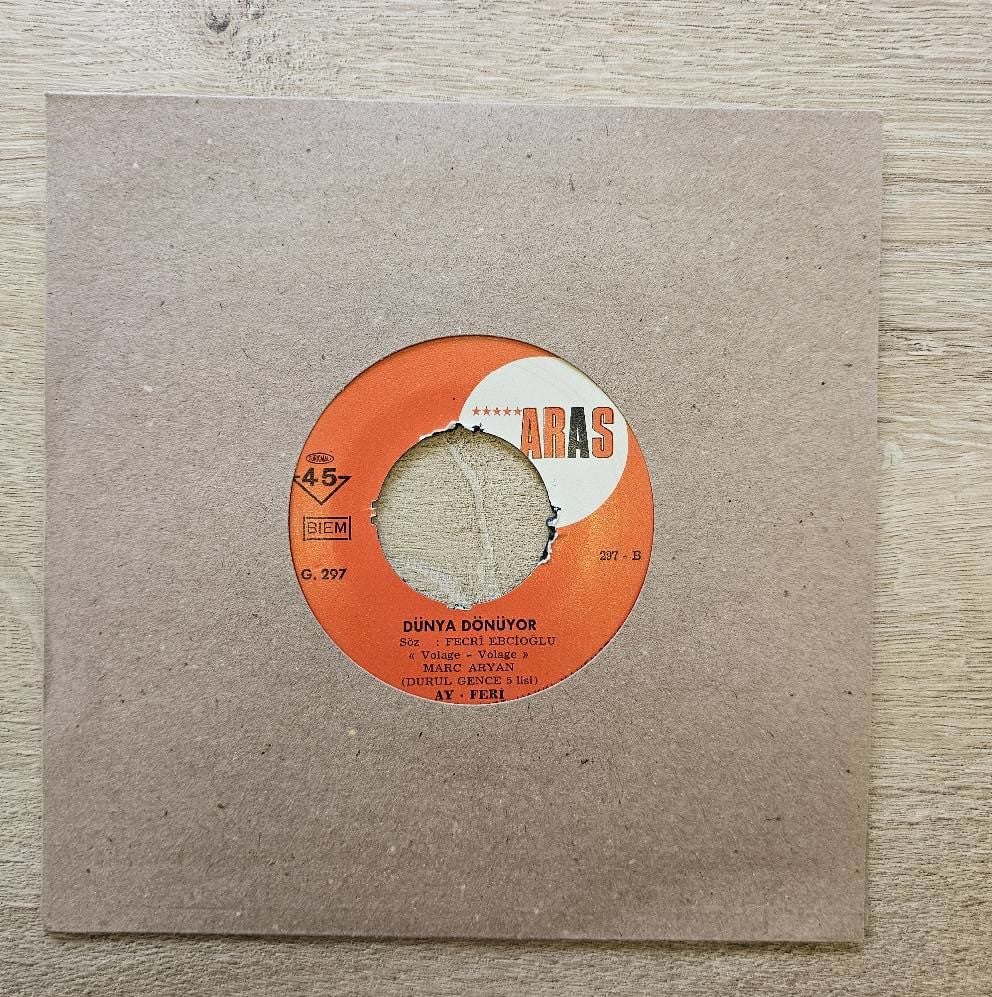 ★★★★★ARAS
45
BIEM
G. 297
297 - B
DÜNYA DÖNÜYOR
Söz : FECRİ EBCİOĞLU
« Volage - Volage »
MARC ARYAN
(DURUL GENCE 5 lisi)
AY - FERİ